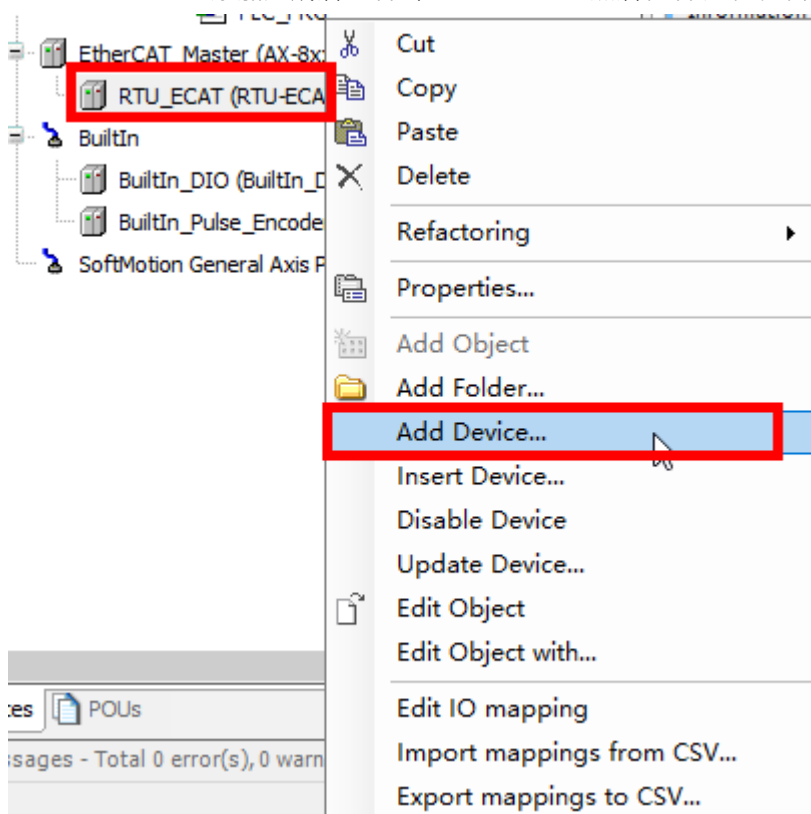 EtherCAT_Master (AX-8x
RTU_ECAT (RTU-ECA
BuiltIn
BuiltIn_DIO (BuiltIn_D
BuiltIn_Pulse_Encode
SoftMotion General Axis P
Cut
Copy
Paste
Delete
Refactoring
Properties...
Add Object
Add Folder...
Add Device...
Insert Device...
Disable Device
Update Device...
Edit Object
Edit Object with...
Edit IO mapping
Import mappings from CSV...
Export mappings to CSV...
POUs
ssages - Total 0 error(s), 0 warn